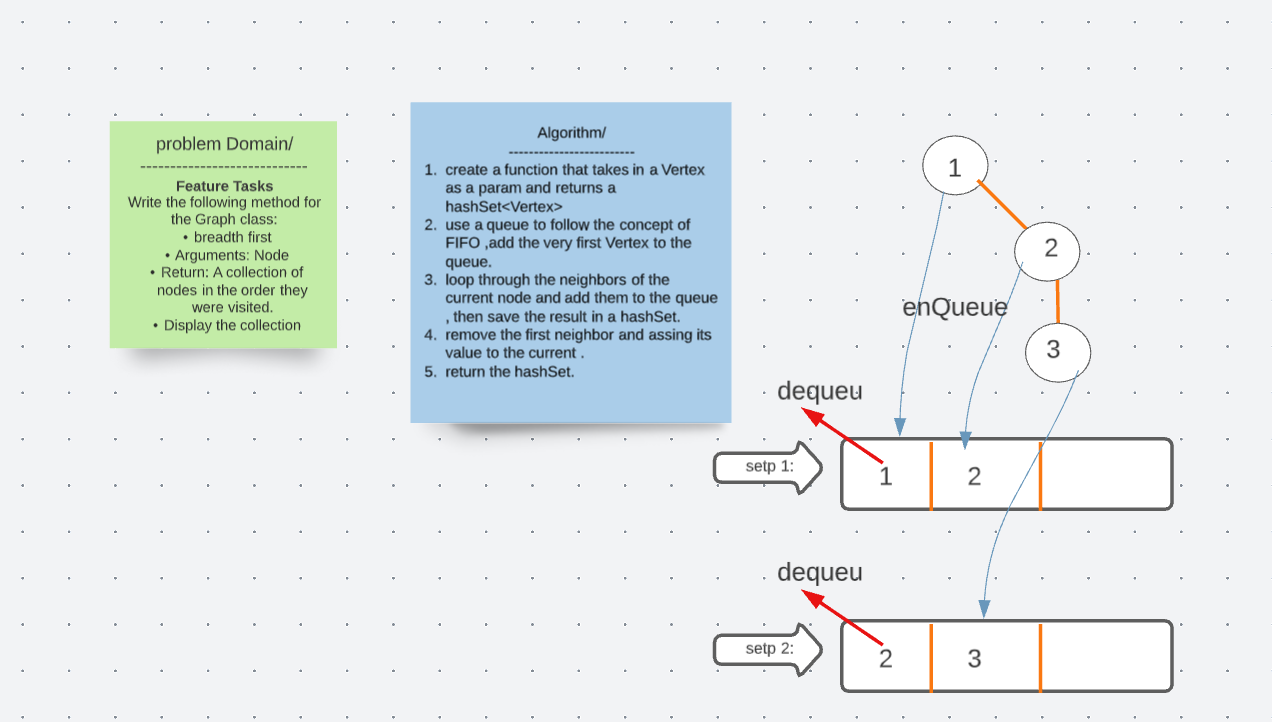 problem Domain/
----------------------------
Feature Tasks
Write the following method for
the Graph class:
• breadth first
• Arguments: Node
• Return: A collection of
nodes in the order they
were visited.
• Display the collection
Algorithm/
-------------------------
1. create a function that takes in a Vertex
as a param and returns a
hashSet<Vertex>
2. use a queue to follow the concept of
FIFO ,add the very first Vertex to the
queue.
3. loop through the neighbors of the
current node and add them to the queue
, then save the result in a hashSet.
4. remove the first neighbor and assing its
value to the current .
5. return the hashSet.
1
2
enQueue
3
dequeu
setp 1:
1
2
dequeu
setp 2:
2
3